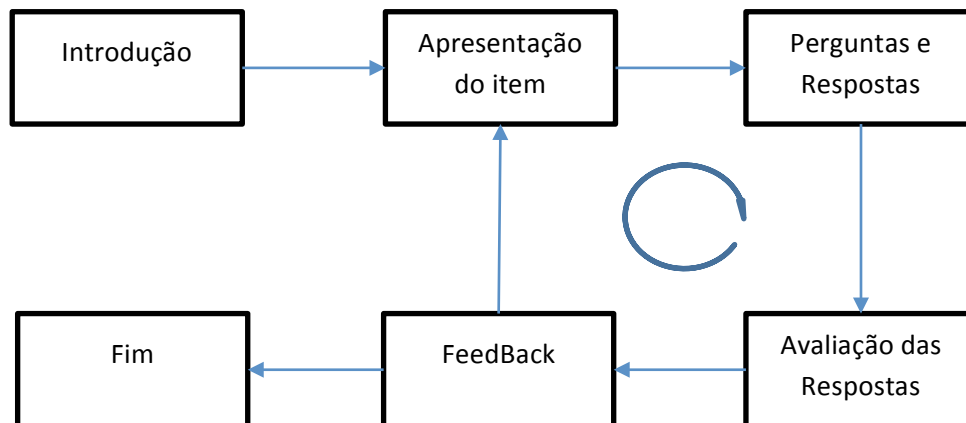 Introdução
Apresentação
do item
Perguntas e
Respostas
Fim
FeedBack
Avaliação das
Respostas